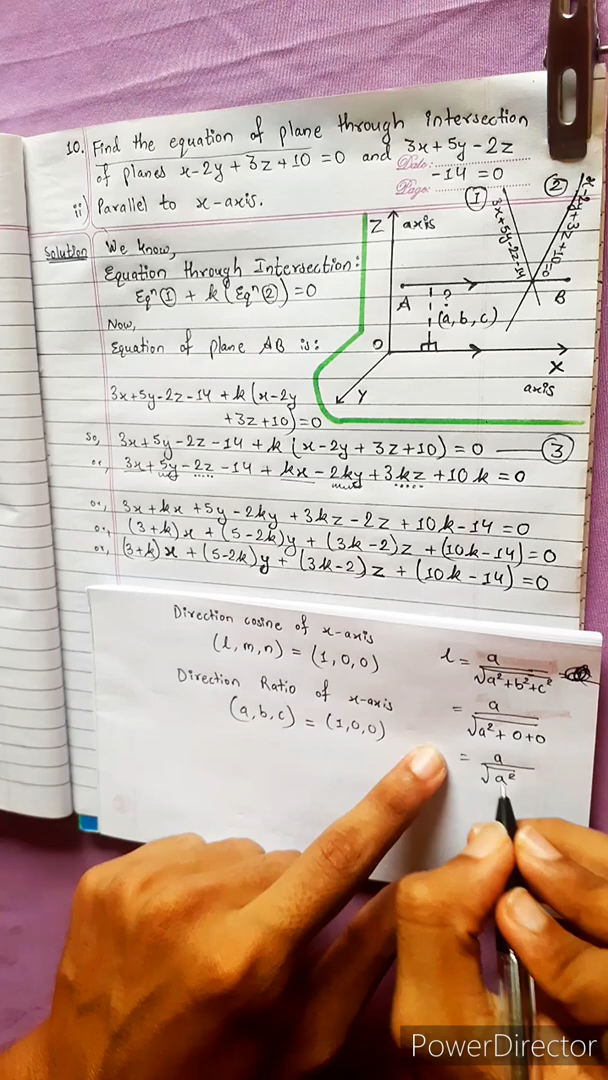 10. Find the equation of plane through intersection
of planes x-2y+3z+10=0 and 3x+5y-2z
-14=0
Date:
Page:
ii) Parallel to x-axis.
Solution We know,
Equation through Intersection:
Eqⁿ ① + k (Eqⁿ ②) = 0
Now,
Equation of plane AB is:
3x+5y-2z-14+k(x-2y
+3z+10)=0
Z axis
①
3x+5y-2z-14
②
x-2y+3z+10=0
A
?
B
(a,b,c)
O
X
axis
Y
so, 3x+5y-2z-14+k(x-2y+3z+10)=0 ③
or, 3x+5y-2z-14+kx-2ky+3kz+10k=0
or, 3x+kx+5y-2ky+3kz-2z+10k-14=0
or, (3+k)x+(5-2k)y+(3k-2)z+(10k-14)=0
or, (3+k)x+(5-2k)y+(3k-2)z+(10k-14)=0
Direction cosine of x-axis
(l,m,n)=(1,0,0)
Direction Ratio of x-axis
(a,b,c)=(1,0,0)
l = a/√a²+b²+c²
= a/√a²+0+0
= a/√a²
PowerDirector